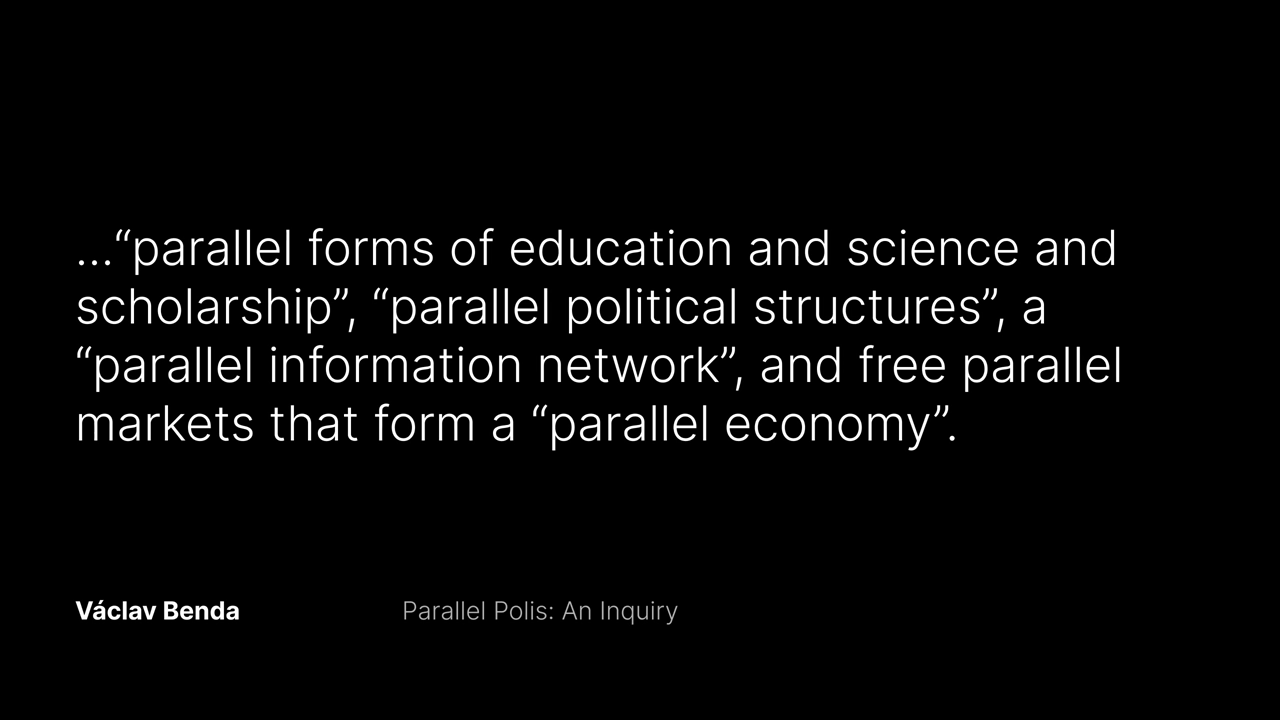 …“parallel forms of education and science and
scholarship”, “parallel political structures”, a
“parallel information network”, and free parallel
markets that form a “parallel economy”.
Václav Benda
Parallel Polis: An Inquiry